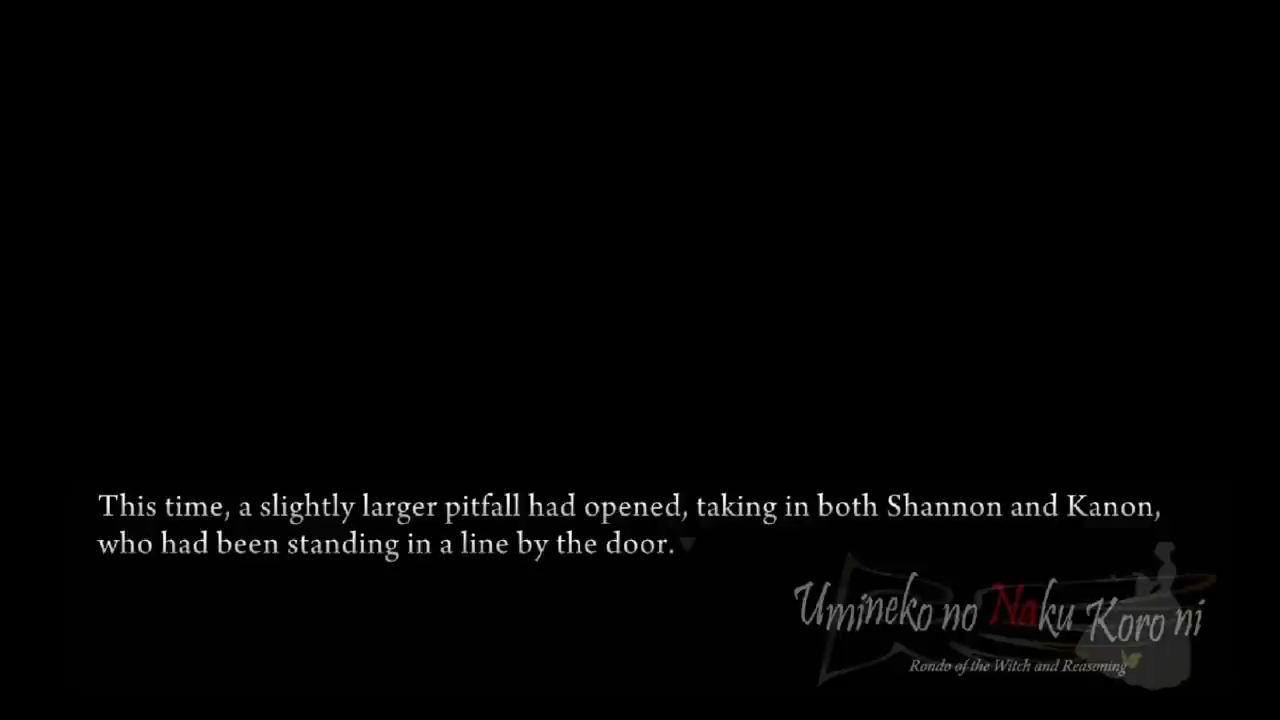 This time, a slightly larger pitfall had opened, taking in both Shannon and Kanon,
who had been standing in a line by the door.
Umineko no Naku Koro ni
Rondo of the Witch and Reasoning